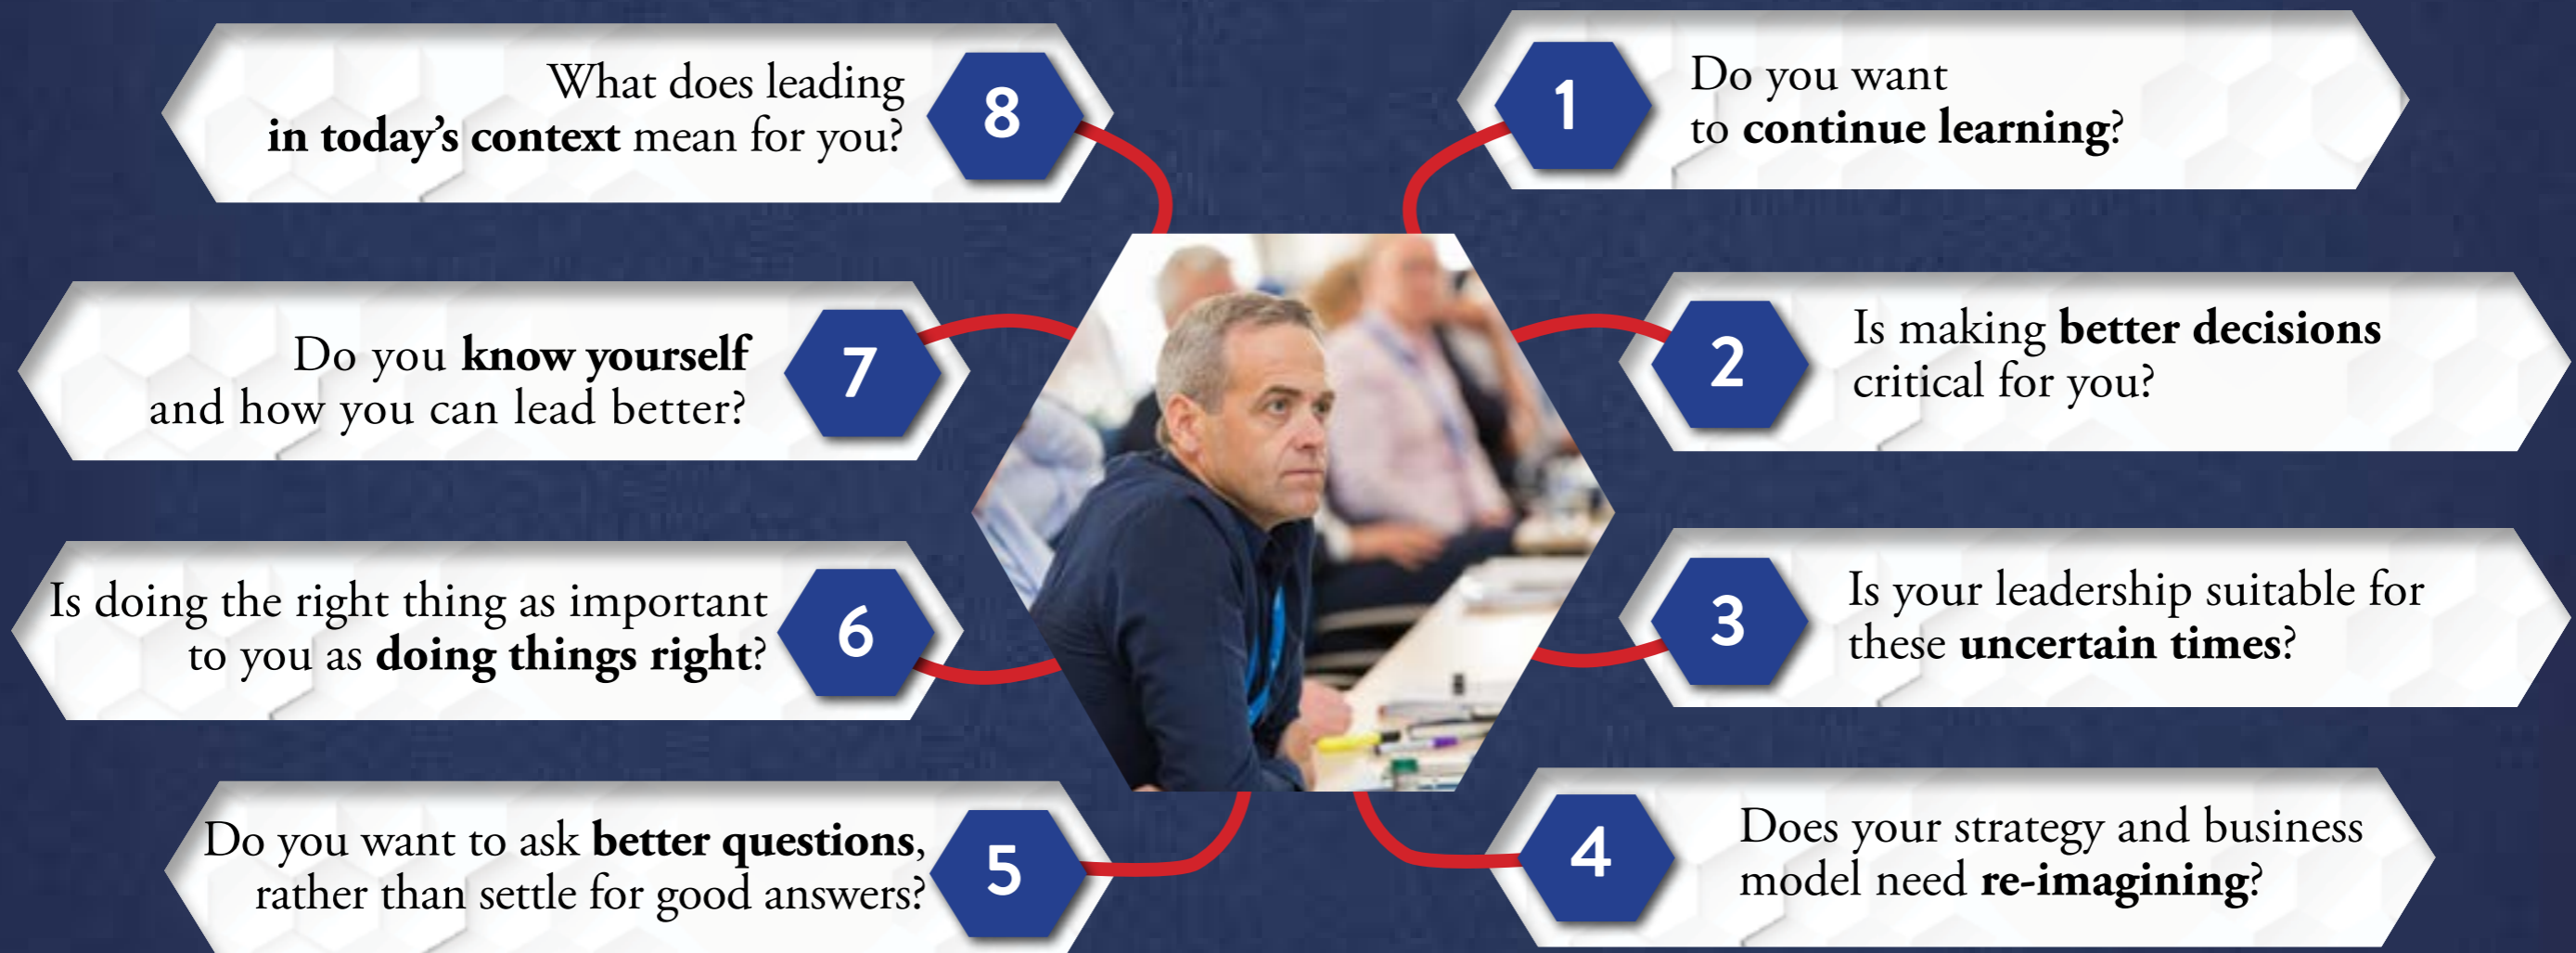 1
Do you want
to continue learning?
2
Is making better decisions
critical for you?
3
Is your leadership suitable for
these uncertain times?
4
Does your strategy and business
model need re-imagining?
5
Do you want to ask better questions,
rather than settle for good answers?
6
Is doing the right thing as important
to you as doing things right?
7
Do you know yourself
and how you can lead better?
8
What does leading
in today’s context mean for you?